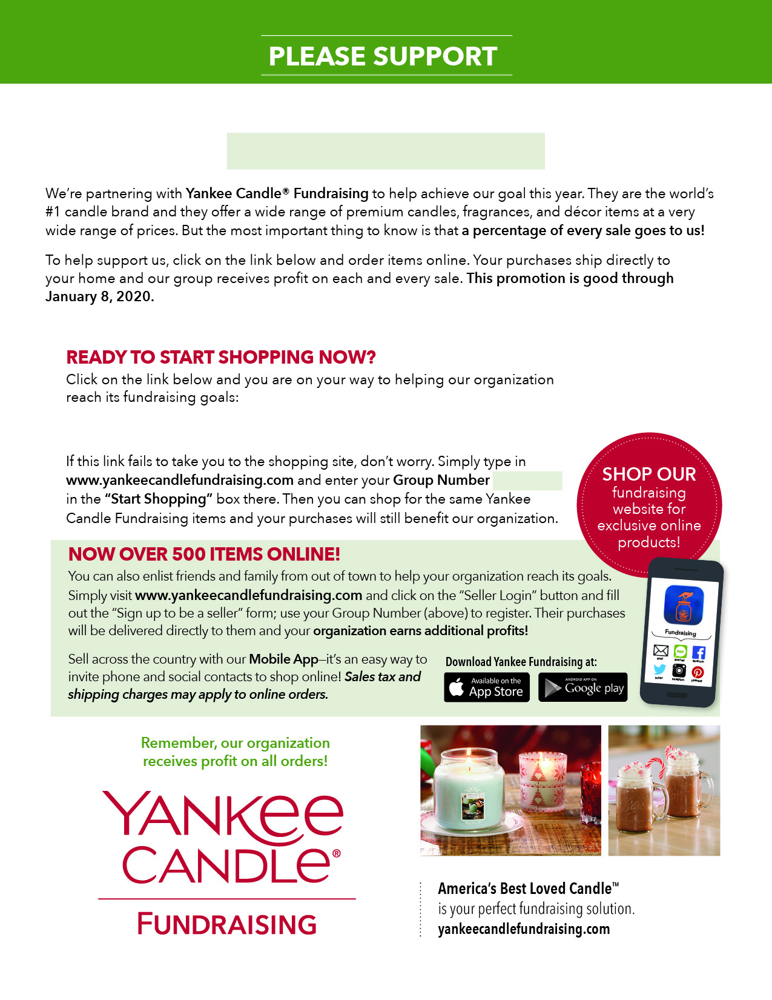 PLEASE SUPPORT
We’re partnering with Yankee Candle® Fundraising to help achieve our goal this year. They are the world’s
#1 candle brand and they offer a wide range of premium candles, fragrances, and décor items at a very
wide range of prices. But the most important thing to know is that a percentage of every sale goes to us!
To help support us, click on the link below and order items online. Your purchases ship directly to
your home and our group receives profit on each and every sale. This promotion is good through
January 8, 2020.
READY TO START SHOPPING NOW?
Click on the link below and you are on your way to helping our organization
reach its fundraising goals:
If this link fails to take you to the shopping site, don’t worry. Simply type in
www.yankeecandlefundraising.com and enter your Group Number
in the “Start Shopping” box there. Then you can shop for the same Yankee
Candle Fundraising items and your purchases will still benefit our organization.
SHOP OUR
fundraising
website for
exclusive online
products!
NOW OVER 500 ITEMS ONLINE!
You can also enlist friends and family from out of town to help your organization reach its goals.
Simply visit www.yankeecandlefundraising.com and click on the “Seller Login” button and fill
out the “Sign up to be a seller” form; use your Group Number (above) to register. Their purchases
will be delivered directly to them and your organization earns additional profits!
Sell across the country with our Mobile App—it’s an easy way to
invite phone and social contacts to shop online! Sales tax and
shipping charges may apply to online orders.
Download Yankee Fundraising at:
Available on the
App Store
ANDROID APP ON
Google play
Fundraising
email
facebook
twitter
instagram
pinterest
Remember, our organization
receives profit on all orders!
YANKEE
CANDLE®
FUNDRAISING
America’s Best Loved Candle™
is your perfect fundraising solution.
yankeecandlefundraising.com